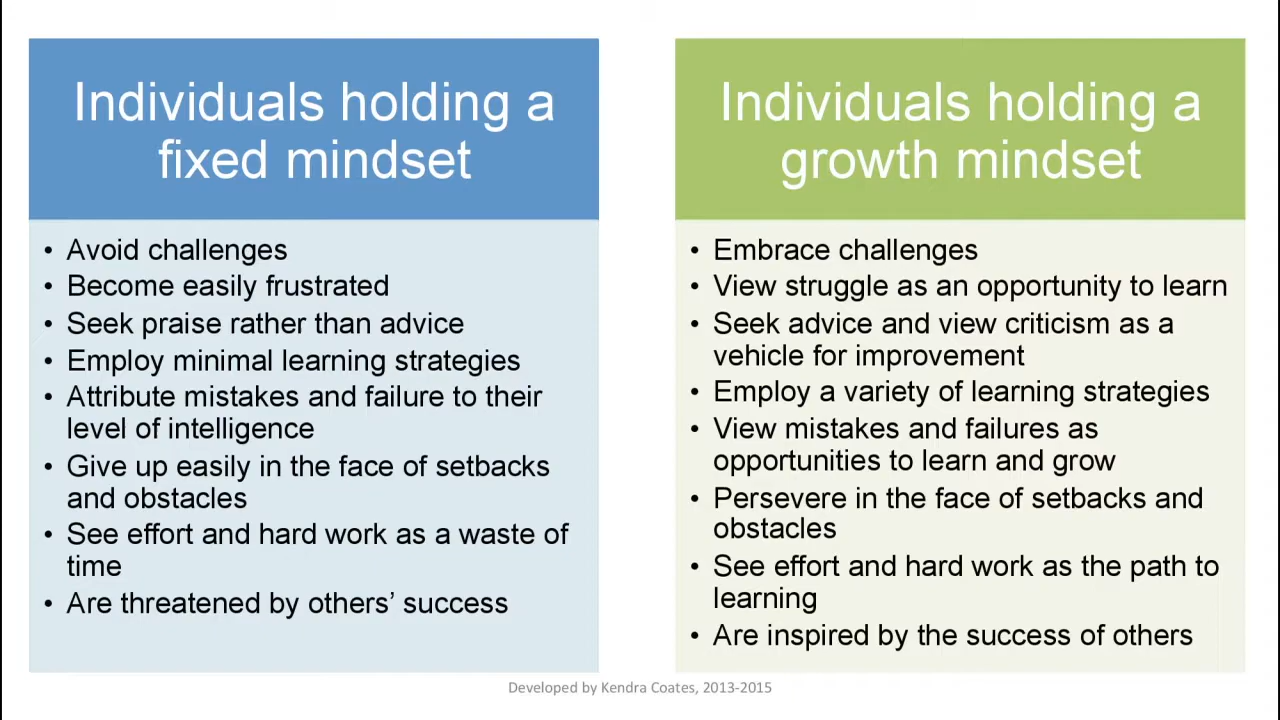 Individuals holding a
fixed mindset
• Avoid challenges
• Become easily frustrated
• Seek praise rather than advice
• Employ minimal learning strategies
• Attribute mistakes and failure to their
level of intelligence
• Give up easily in the face of setbacks
and obstacles
• See effort and hard work as a waste of
time
• Are threatened by others’ success
Individuals holding a
growth mindset
• Embrace challenges
• View struggle as an opportunity to learn
• Seek advice and view criticism as a
vehicle for improvement
• Employ a variety of learning strategies
• View mistakes and failures as
opportunities to learn and grow
• Persevere in the face of setbacks and
obstacles
• See effort and hard work as the path to
learning
• Are inspired by the success of others
Developed by Kendra Coates, 2013-2015